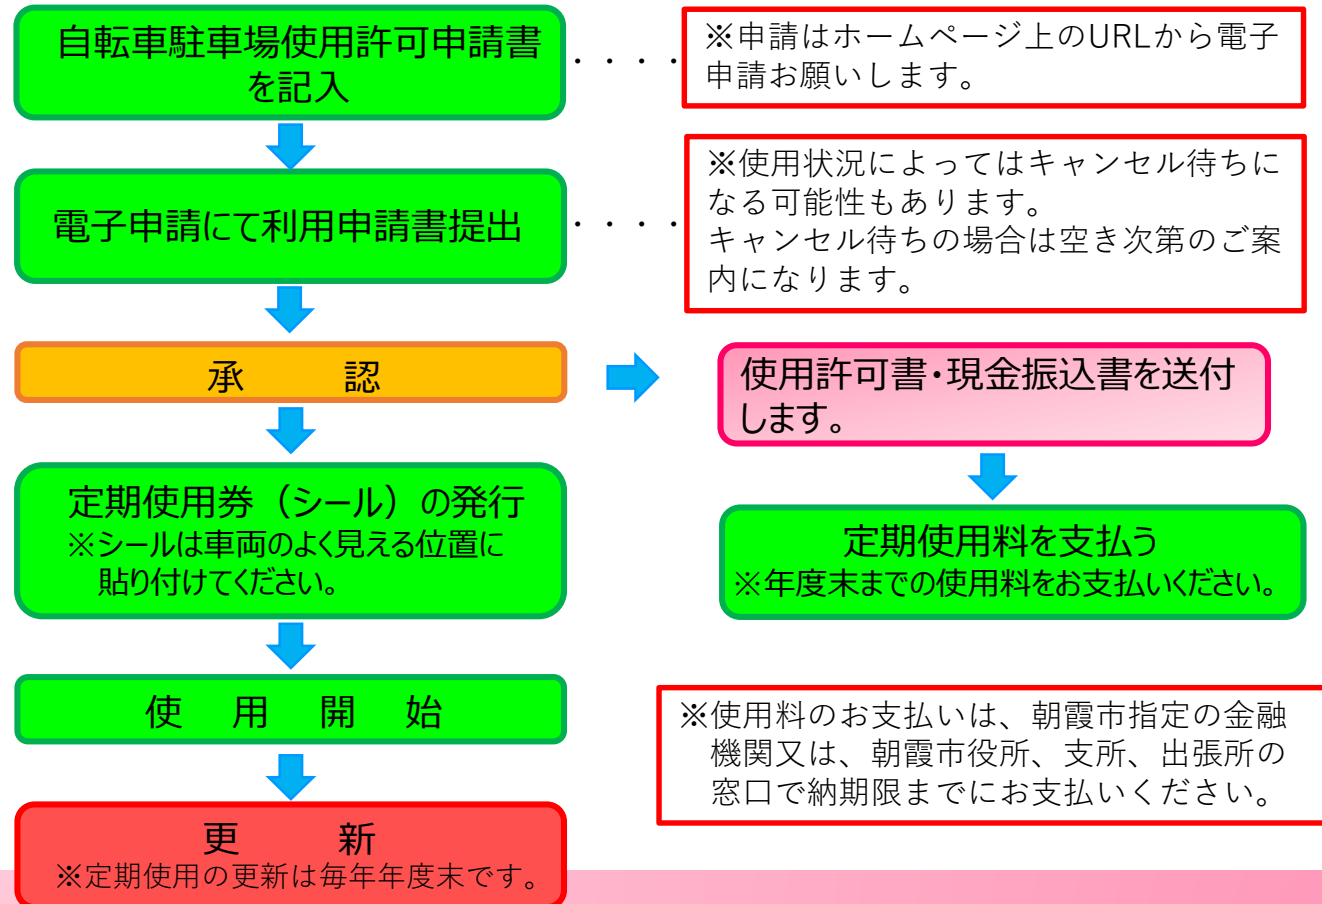 自転車駐車場使用許可申請書
を記入
※申請はホームページ上のURLから電子
申請お願いします。
電子申請にて利用申請書提出
※使用状況によってはキャンセル待ちに
なる可能性もあります。
キャンセル待ちの場合は空き次第のご案
内になります。
承　認
使用許可書・現金振込書を送付
します。
定期使用券（シール）の発行
※シールは車両のよく見える位置に
貼り付けてください。
定期使用料を支払う
※年度末までの使用料をお支払いください。
使　用　開　始
※使用料のお支払いは、朝霞市指定の金融
機関又は、朝霞市役所、支所、出張所の
窓口で納期限までにお支払いください。
更　新
※定期使用の更新は毎年年度末です。